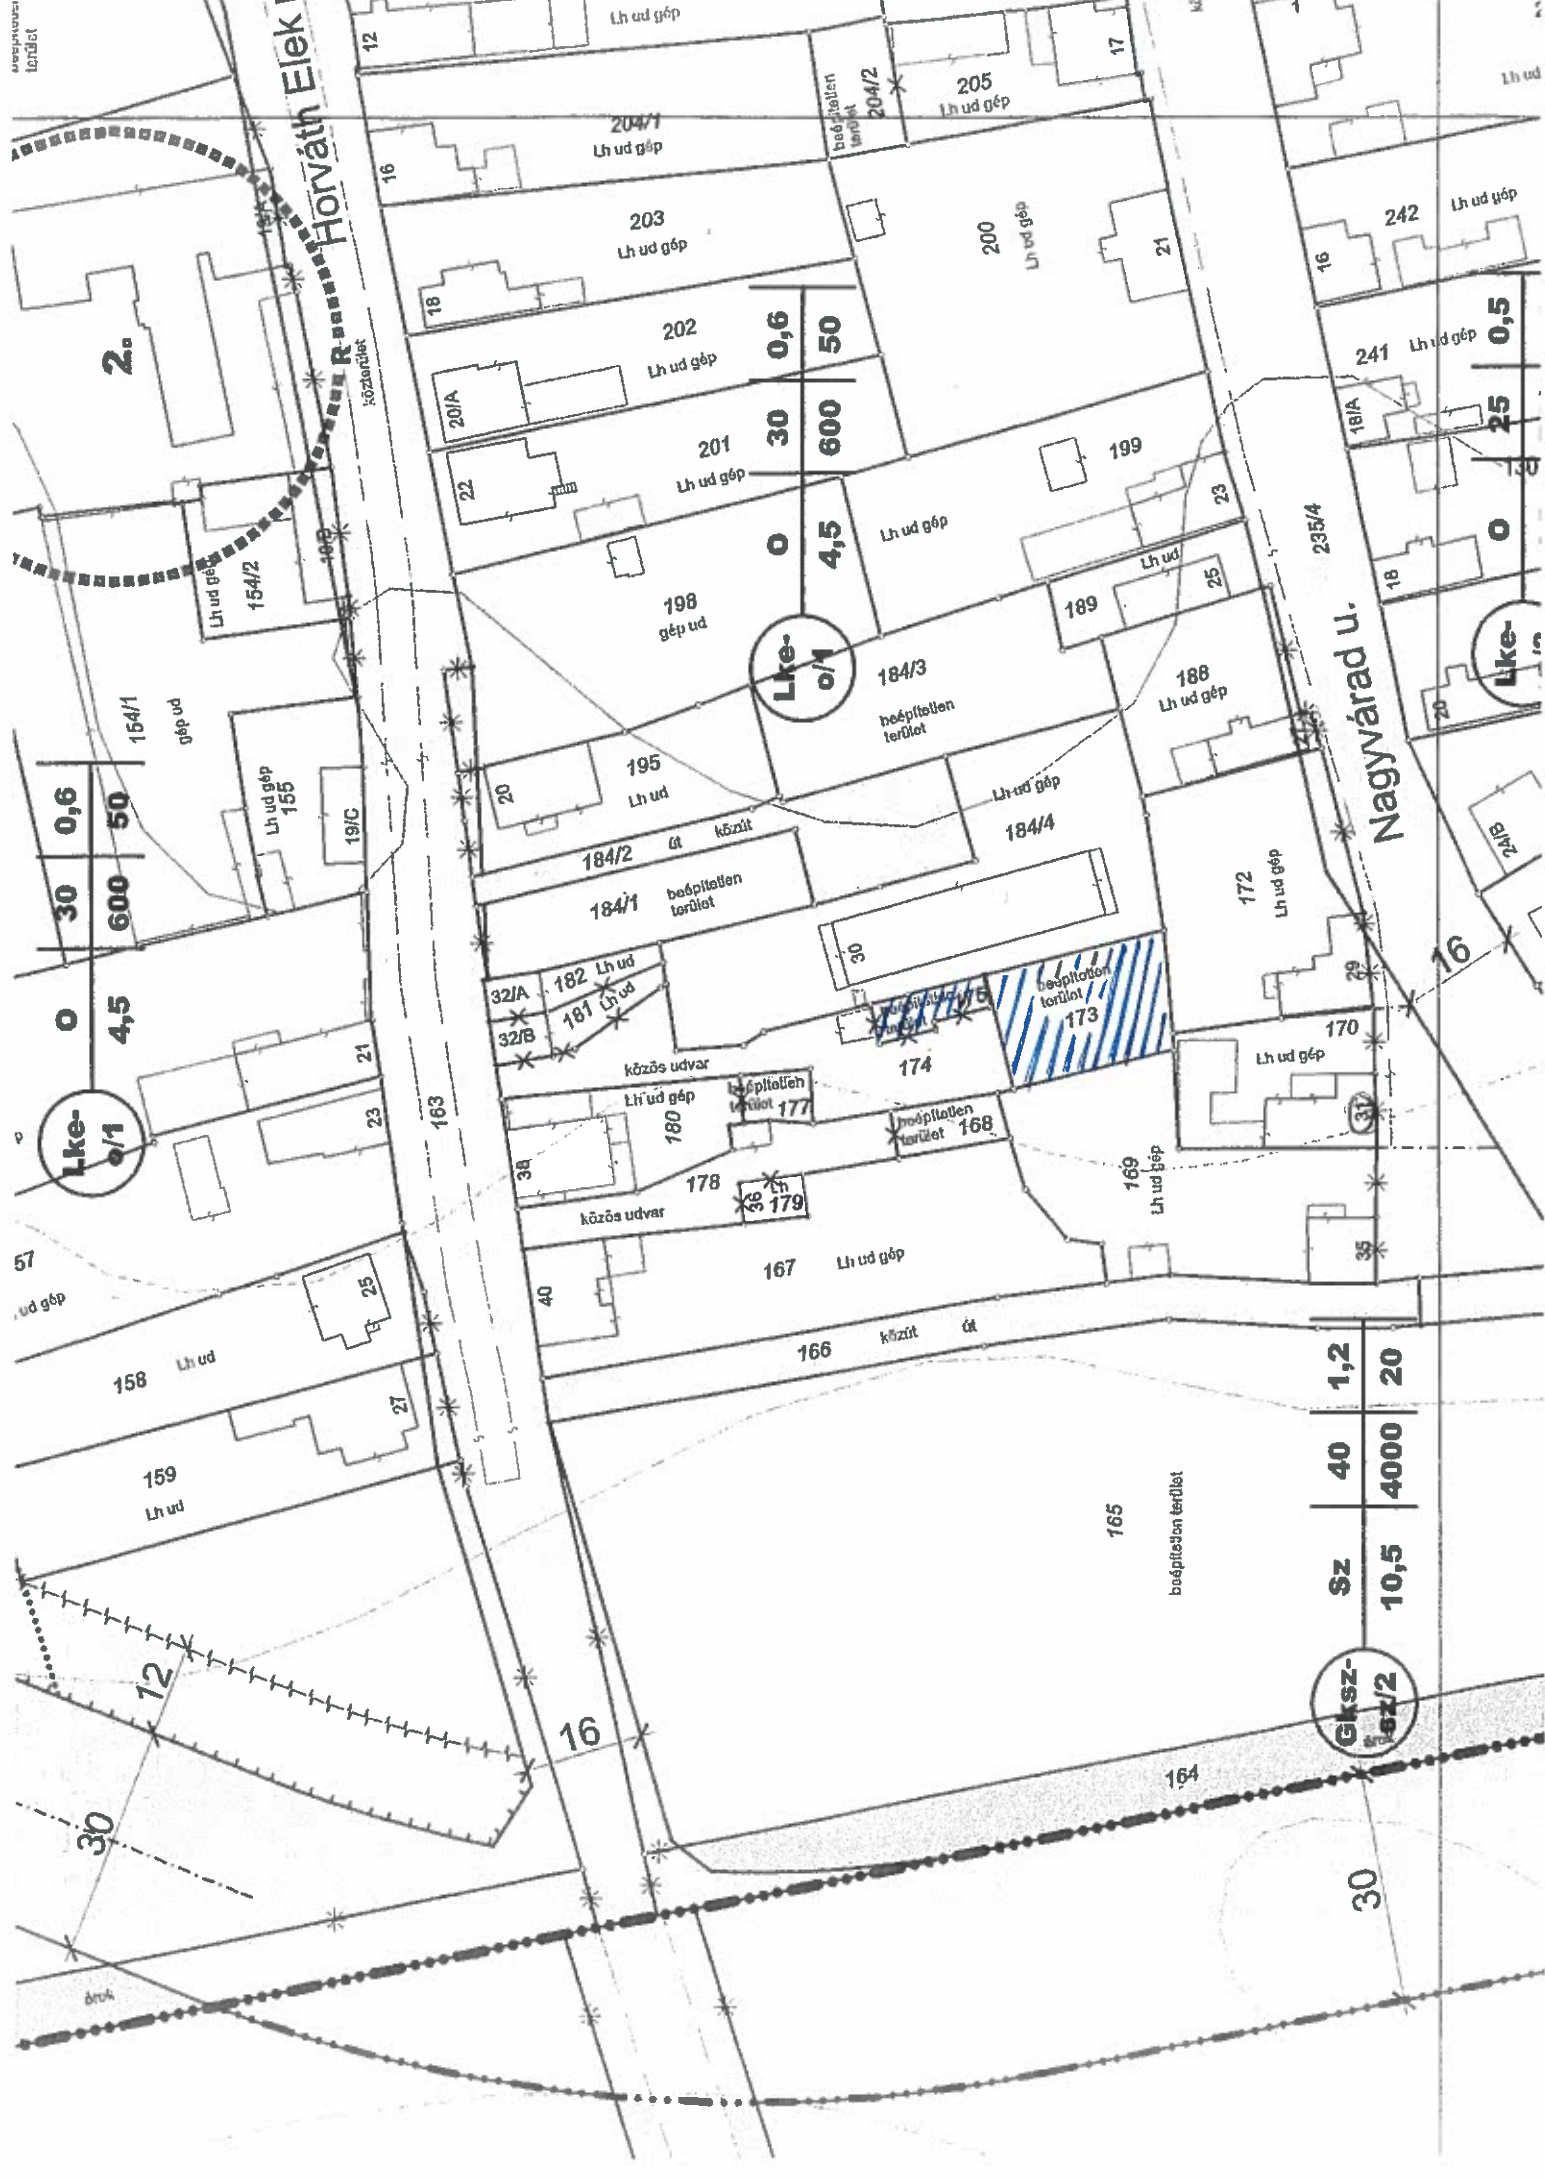 terület
Horváth Elek
12
Lh ud gép
204/1
Lh ud gép
16
beépítetlen
terület
204/2
205
Lh ud gép
17
Lh ud
203
Lh ud gép
18
200
Lh ud gép
21
242
Lh ud gép
16
2.
R
közterület
202
Lh ud gép
20/A
0,6
50
30
600
O
4,5
Lke-
o/1
241
Lh ud gép
18/A
0,5
25
O
130
Lke-
201
Lh ud gép
22
199
Lh ud gép
23
235/4
18
Lh ud gép
154/2
19/B
198
gép ud
Lh ud
189
25
184/3
beépítetlen
terület
188
Lh ud gép
Nagyvárad u.
20
154/1
gép ud
0,6
50
30
600
O
4,5
Lke-
o/1
Lh ud gép
155
19/C
195
Lh ud
20
184/2
út
közút
184/1
beépítetlen
terület
Lh ud gép
184/4
30
172
Lh ud gép
29
24/B
16
32/A
32/B
182
Lh ud
181
Lh ud
21
23
163
közös udvar
Lh ud gép
180
38
beépítetlen
terület
177
174
175
beépítetlen
terület
173
beépítetlen
terület
168
170
Lh ud gép
31
178
közös udvar
36
Lh
179
169
Lh ud gép
35
57
ud gép
25
40
167
Lh ud gép
166
közút
út
158
Lh ud
27
159
Lh ud
165
beépítetlen terület
1,2
20
40
4000
Sz
10,5
Gksz-
sz/2
árok
12
30
16
164
30
árok